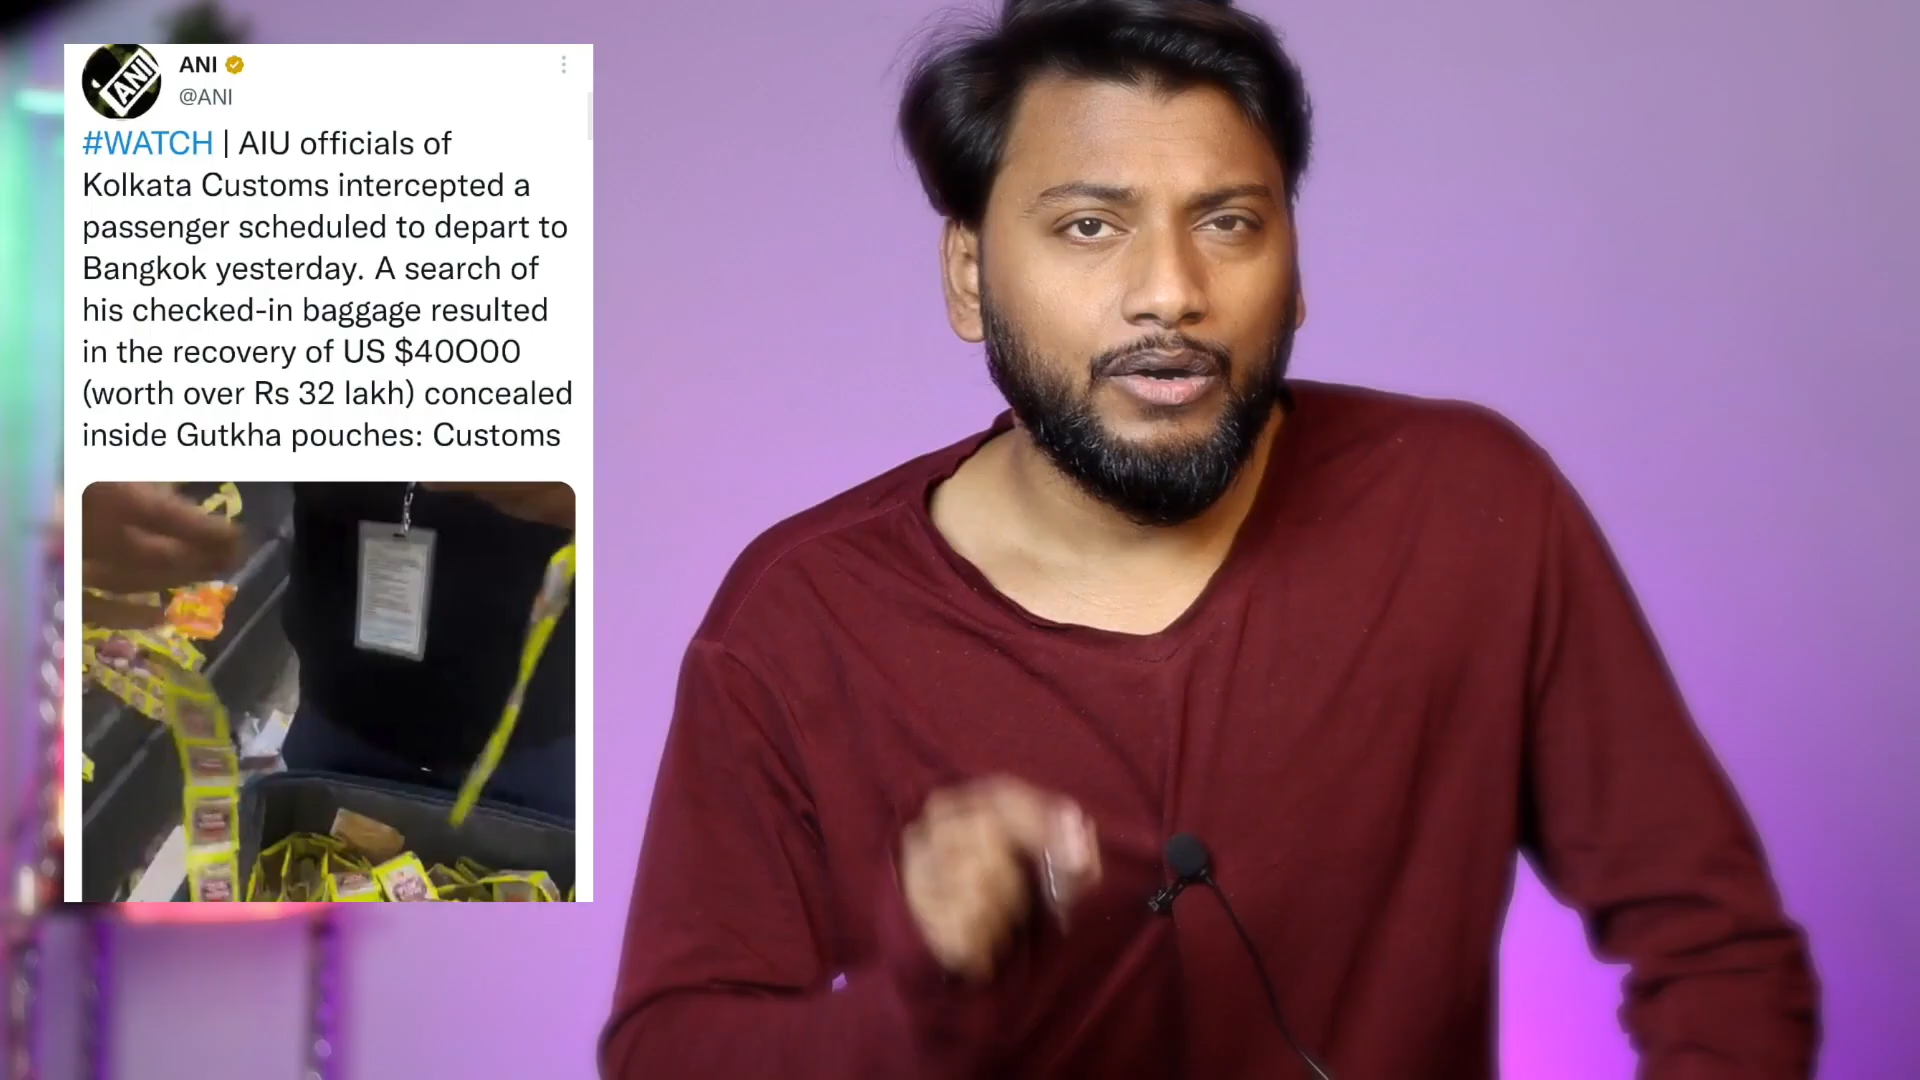 ANI
ANI
@ANI
#WATCH | AIU officials of
Kolkata Customs intercepted a
passenger scheduled to depart to
Bangkok yesterday. A search of
his checked-in baggage resulted
in the recovery of US $40000
(worth over Rs 32 lakh) concealed
inside Gutkha pouches: Customs